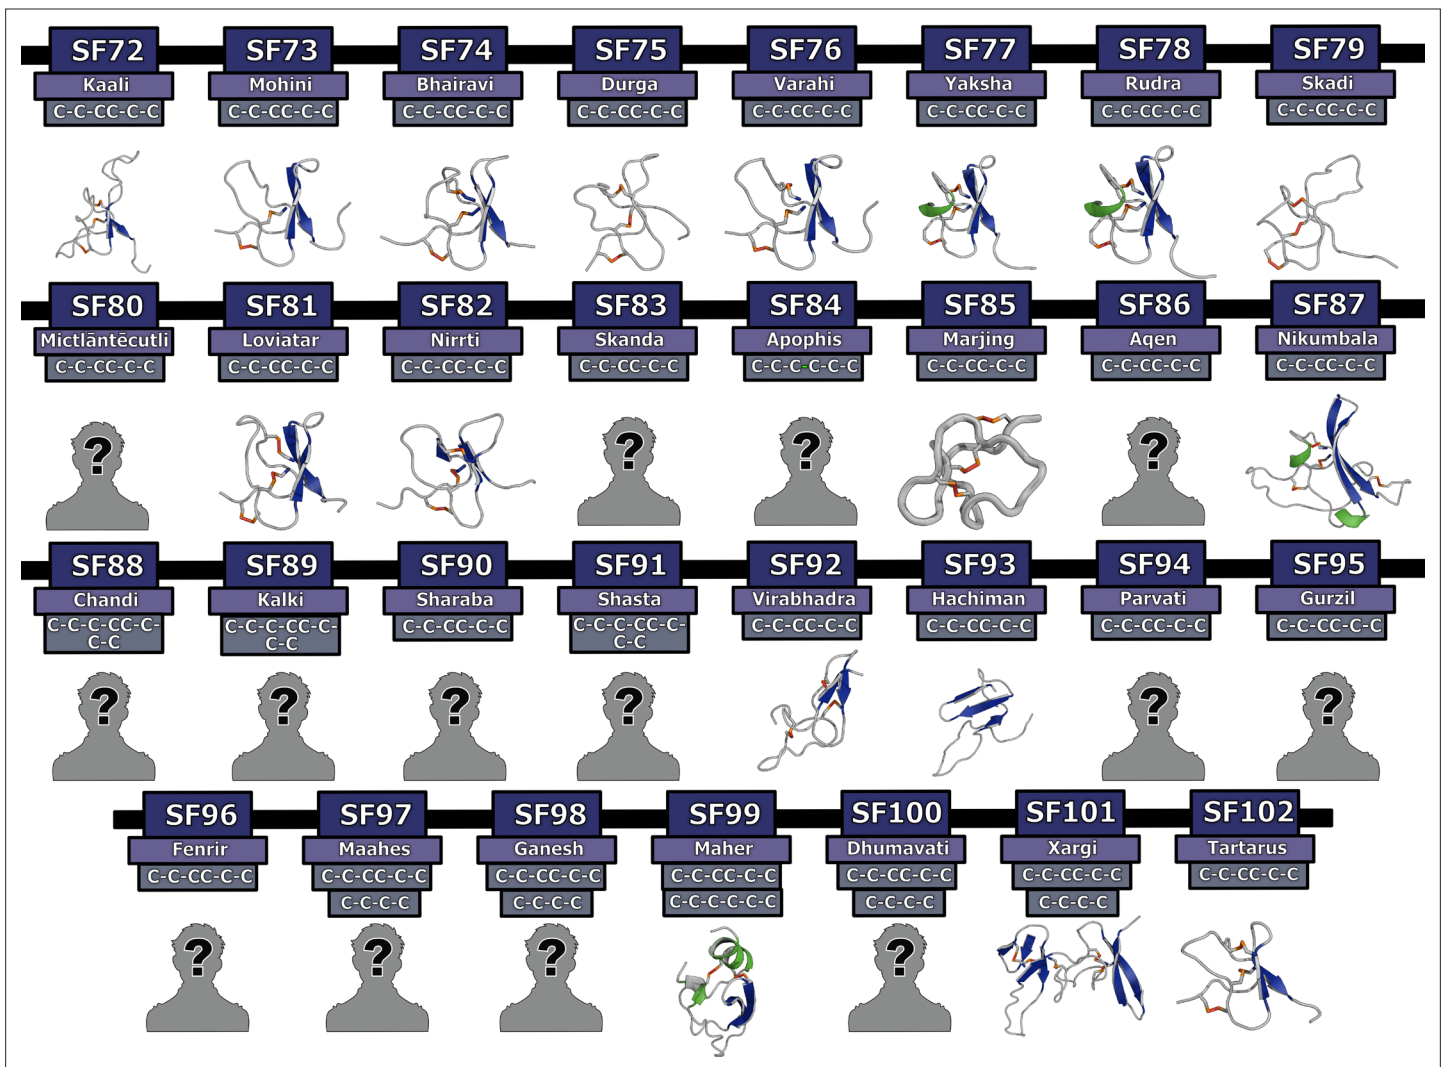 SF72 SF73 SF74 SF75 SF76 SF77 SF78 SF79
Kaali Mohini Bhairavi Durga Varahi Yaksha Rudra Skadi
C-C-CC-C-C C-C-CC-C-C C-C-CC-C-C C-C-CC-C-C C-C-CC-C-C C-C-CC-C-C C-C-CC-C-C C-C-CC-C-C
SF80 SF81 SF82 SF83 SF84 SF85 SF86 SF87
Mictlāntēcutli Loviatar Nirrti Skanda Apophis Marjing Aqen Nikumbala
C-C-CC-C-C C-C-CC-C-C C-C-CC-C-C C-C-CC-C-C C-C-C-C-C-C C-C-CC-C-C C-C-CC-C-C C-C-CC-C-C
? ? ? ?
SF88 SF89 SF90 SF91 SF92 SF93 SF94 SF95
Chandi Kalki Sharaba Shasta Virabhadra Hachiman Parvati Gurzil
C-C-C-CC-C- C-C-C-CC-C- C-C-CC-C-C C-C-C-CC-C- C-C-CC-C-C C-C-CC-C-C C-C-CC-C-C C-C-CC-C-C
C-C C-C C-C
? ? ? ? ? ?
SF96 SF97 SF98 SF99 SF100 SF101 SF102
Fenrir Maahes Ganesh Maher Dhumavati Xargi Tartarus
C-C-CC-C-C C-C-CC-C-C C-C-CC-C-C C-C-CC-C-C C-C-CC-C-C C-C-CC-C-C C-C-CC-C-C
C-C-C-C C-C-C-C C-C-C-C-C-C C-C-C-C C-C-C-C
? ? ? ?